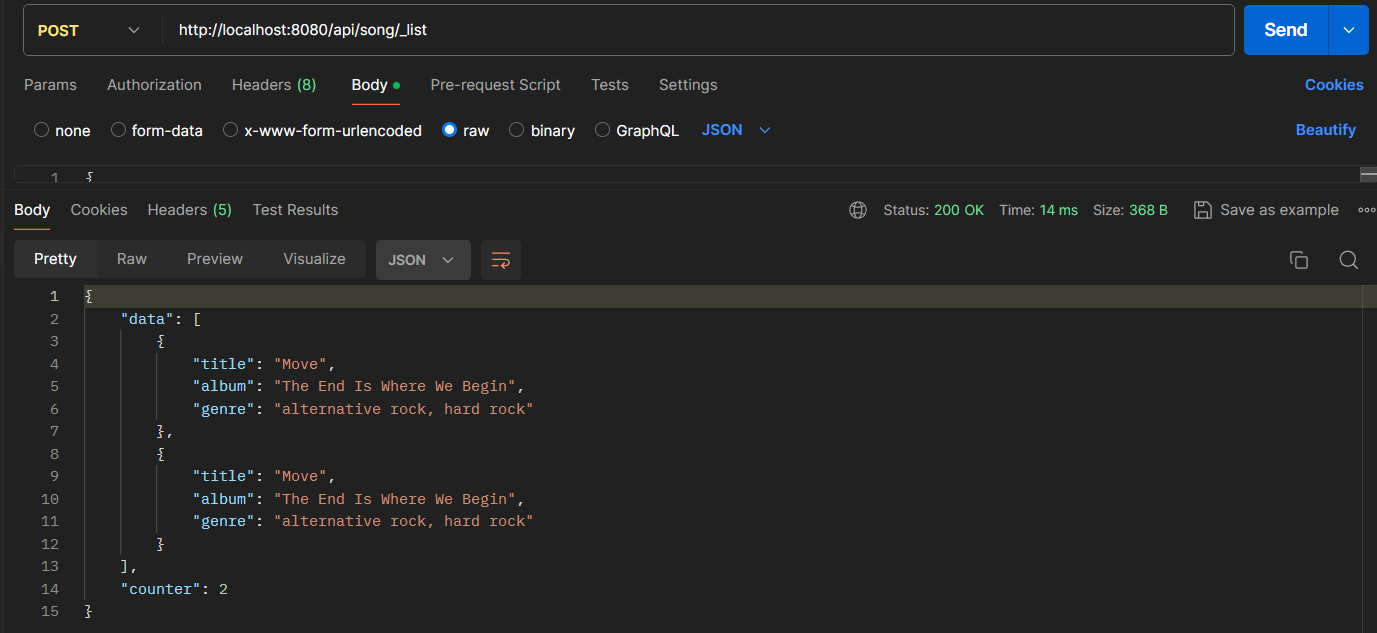 POST http://localhost:8080/api/song/_list Send
Params Authorization Headers (8) Body Pre-request Script Tests Settings Cookies
none form-data x-www-form-urlencoded raw binary GraphQL JSON Beautify
1 {
Body Cookies Headers (5) Test Results Status: 200 OK Time: 14 ms Size: 368 B Save as example
Pretty Raw Preview Visualize JSON
1 {
2 "data": [
3 {
4 "title": "Move",
5 "album": "The End Is Where We Begin",
6 "genre": "alternative rock, hard rock"
7 },
8 {
9 "title": "Move",
10 "album": "The End Is Where We Begin",
11 "genre": "alternative rock, hard rock"
12 }
13 ],
14 "counter": 2
15 }